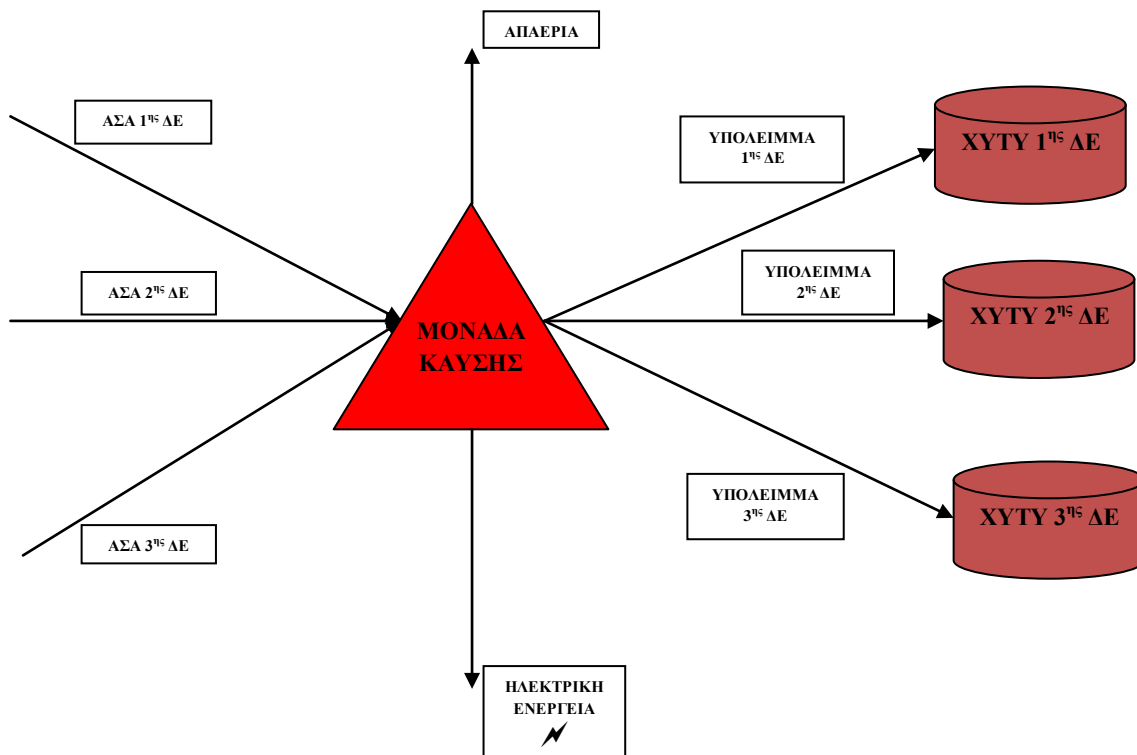 ΑΠΑΕΡΙΑ
ΑΣΑ 1ης ΔΕ
ΥΠΟΛΕΙΜΜΑ
1ης ΔΕ
ΧΥΤΥ 1ης ΔΕ
ΑΣΑ 2ης ΔΕ
ΥΠΟΛΕΙΜΜΑ
2ης ΔΕ
ΧΥΤΥ 2ης ΔΕ
ΜΟΝΑΔΑ
ΚΑΥΣΗΣ
ΑΣΑ 3ης ΔΕ
ΥΠΟΛΕΙΜΜΑ
3ης ΔΕ
ΧΥΤΥ 3ης ΔΕ
ΗΛΕΚΤΡΙΚΗ
ΕΝΕΡΓΕΙΑ